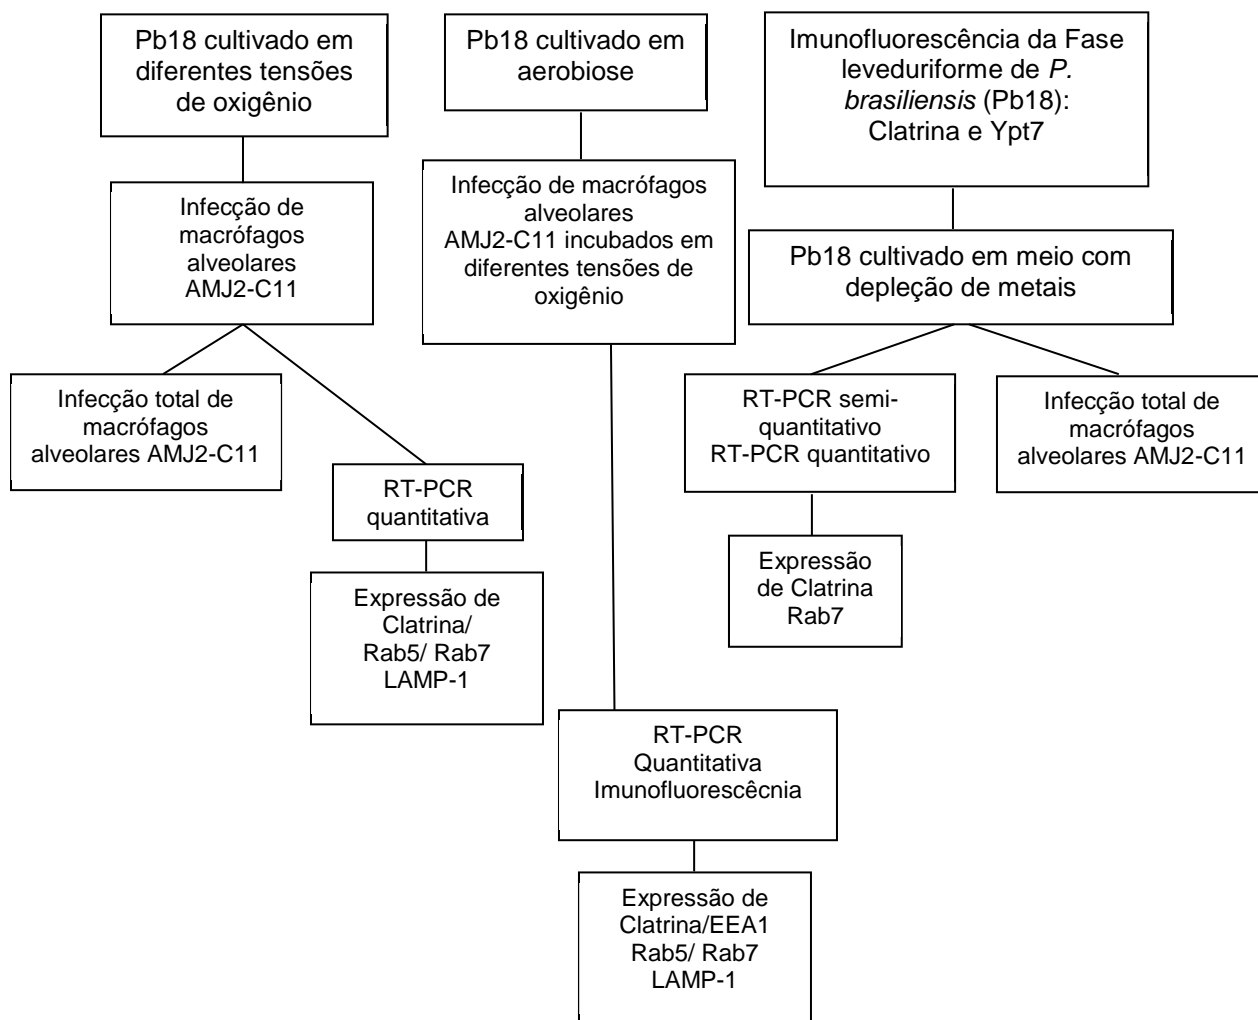 Pb18 cultivado em
diferentes tensões
de oxigênio
Pb18 cultivado em
aerobiose
Imunofluorescência da Fase
leveduriforme de P.
brasiliensis (Pb18):
Clatrina e Ypt7
Infecção de
macrófagos
alveolares
AMJ2-C11
Infecção de macrófagos
alveolares
AMJ2-C11 incubados em
diferentes tensões de
oxigênio
Pb18 cultivado em meio com
depleção de metais
Infecção total de
macrófagos
alveolares AMJ2-C11
RT-PCR
quantitativa
RT-PCR semi-
quantitativo
RT-PCR quantitativo
Infecção total de
macrófagos
alveolares AMJ2-C11
Expressão de
Clatrina/
Rab5/ Rab7
LAMP-1
Expressão
de Clatrina
Rab7
RT-PCR
Quantitativa
Imunofluorescêcnia
Expressão de
Clatrina/EEA1
Rab5/ Rab7
LAMP-1